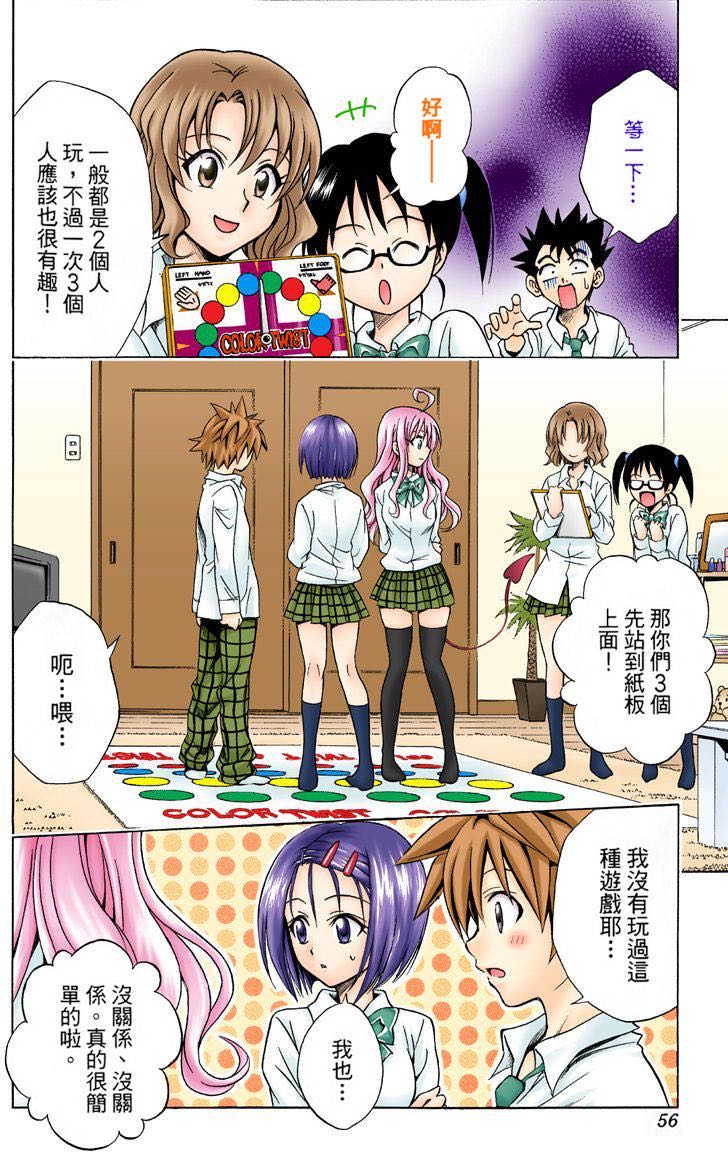 等一下…
好啊——
一般都是2個人
玩，不過一次3個
人應該也很有趣！
LEFT HAND
LEFT FOOT
COLOR TWIST
那你們3個
先站到紙板
上面！
呃…喂…
COLOR TWIST
我沒有玩過這
種遊戲耶…
我也…
沒關係、沒關
係。真的很簡
單的啦。
56